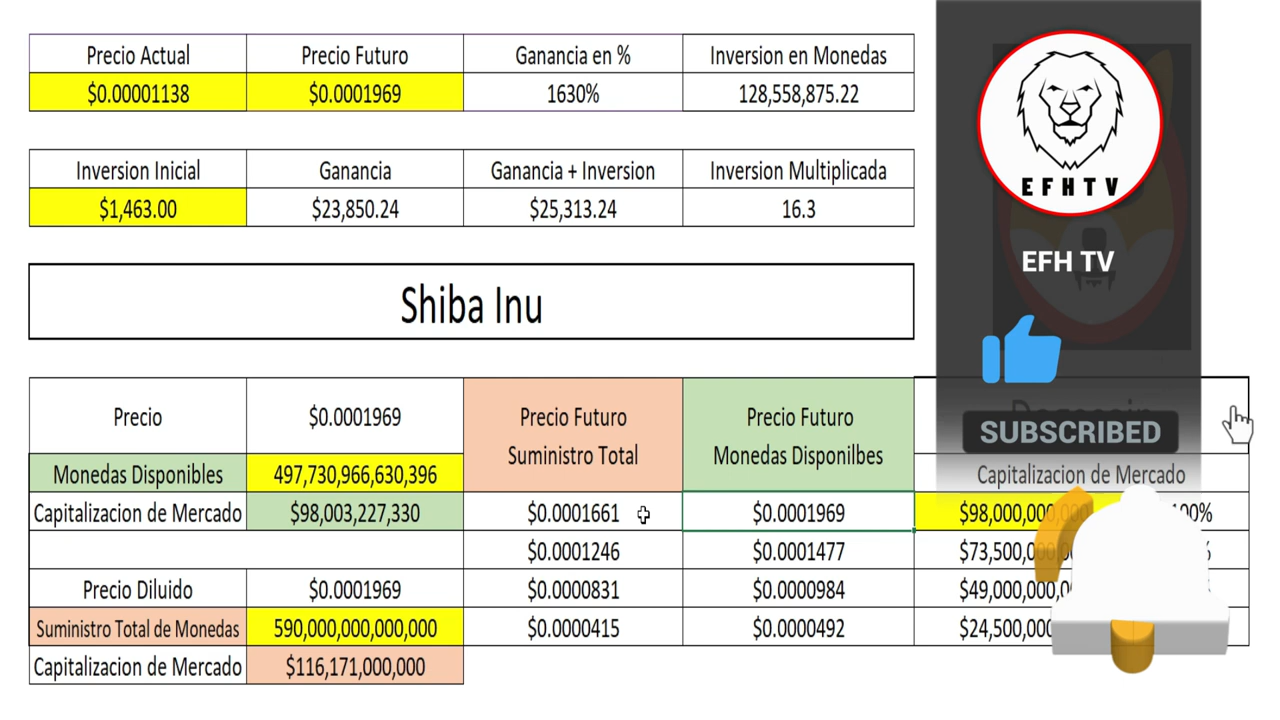 Precio Actual Precio Futuro Ganancia en % Inversion en Monedas
$0.00001138 $0.0001969 1630% 128,558,875.22
Inversion Inicial Ganancia Ganancia + Inversion Inversion Multiplicada
$1,463.00 $23,850.24 $25,313.24 16.3
EFHTV
EFH TV
Shiba Inu
Precio $0.0001969 Precio Futuro Suministro Total Precio Futuro Monedas Disponilbes
SUBSCRIBED
Monedas Disponibles 497,730,966,630,396 Capitalizacion de Mercado
Capitalizacion de Mercado $98,003,227,330 $0.0001661 $0.0001969 $98,000,000,000
$0.0001246 $0.0001477
Precio Diluido $0.0001969 $0.0000831 $0.0000984
Suministro Total de Monedas 590,000,000,000,000 $0.0000415 $0.0000492
Capitalizacion de Mercado $116,171,000,000